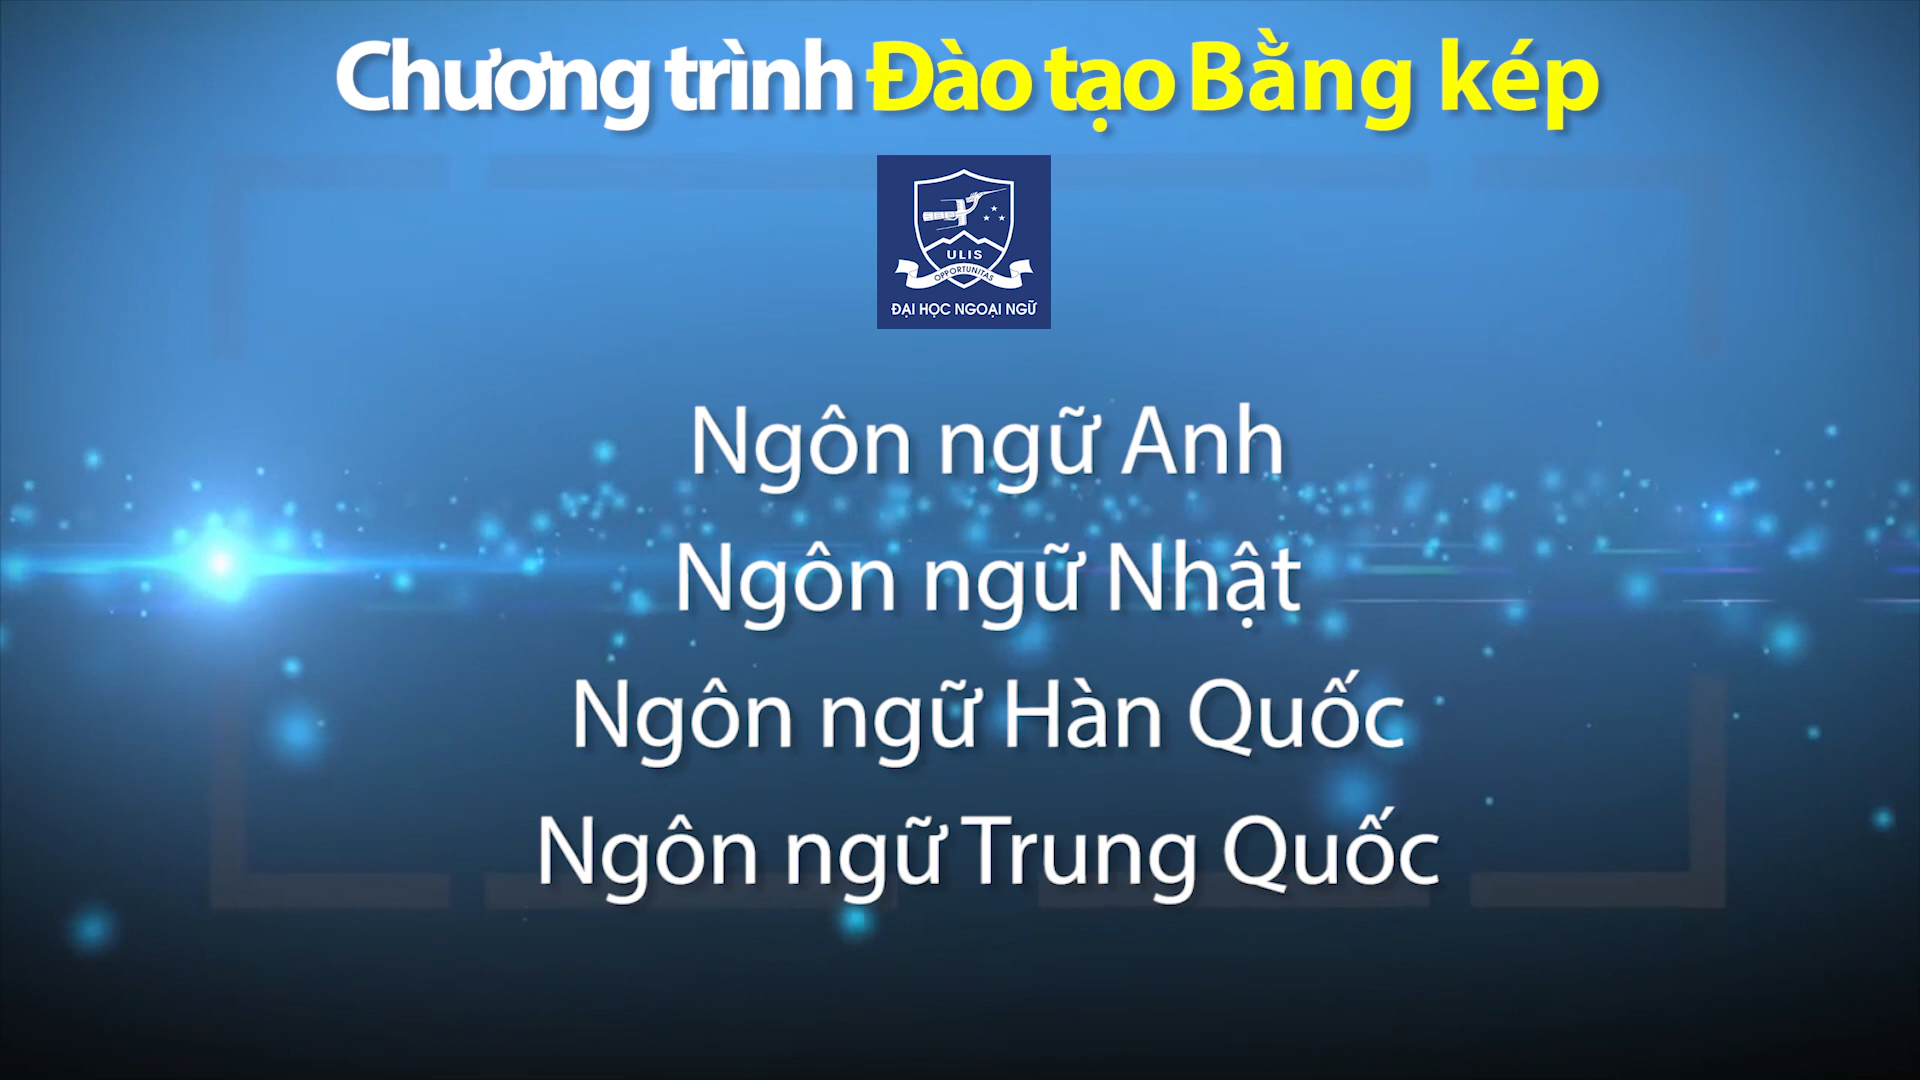 Chương trình Đào tạo Bằng kép
ULIS
OPPORTUNITAS
ĐẠI HỌC NGOẠI NGỮ
Ngôn ngữ Anh
Ngôn ngữ Nhật
Ngôn ngữ Hàn Quốc
Ngôn ngữ Trung Quốc